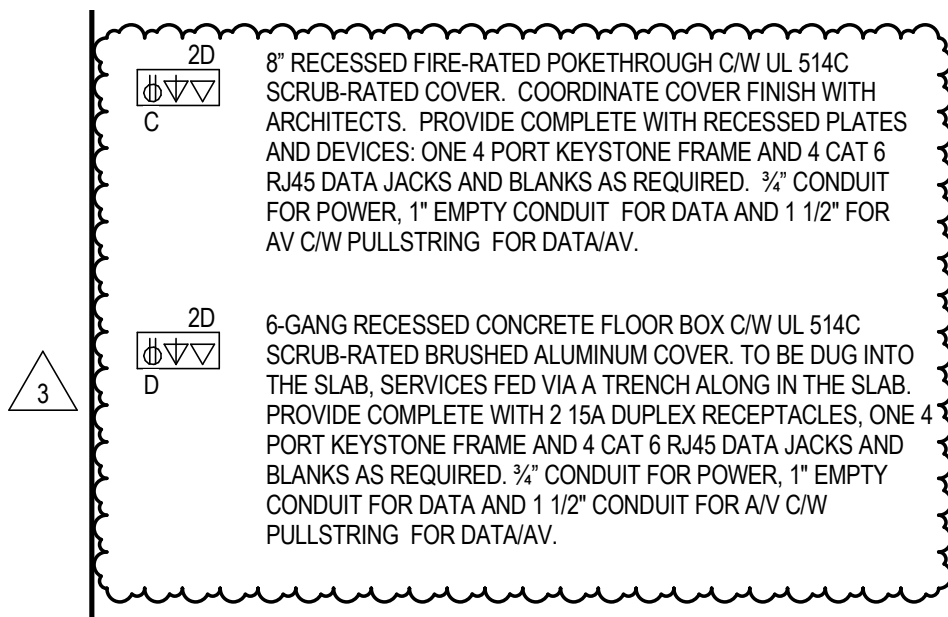 2D
C
8" RECESSED FIRE-RATED POKETHROUGH C/W UL 514C
SCRUB-RATED COVER. COORDINATE COVER FINISH WITH
ARCHITECTS. PROVIDE COMPLETE WITH RECESSED PLATES
AND DEVICES: ONE 4 PORT KEYSTONE FRAME AND 4 CAT 6
RJ45 DATA JACKS AND BLANKS AS REQUIRED. ¾" CONDUIT
FOR POWER, 1" EMPTY CONDUIT FOR DATA AND 1 1/2" FOR
AV C/W PULLSTRING FOR DATA/AV.
2D
D
6-GANG RECESSED CONCRETE FLOOR BOX C/W UL 514C
SCRUB-RATED BRUSHED ALUMINUM COVER. TO BE DUG INTO
THE SLAB, SERVICES FED VIA A TRENCH ALONG IN THE SLAB.
PROVIDE COMPLETE WITH 2 15A DUPLEX RECEPTACLES, ONE 4
PORT KEYSTONE FRAME AND 4 CAT 6 RJ45 DATA JACKS AND
BLANKS AS REQUIRED. ¾" CONDUIT FOR POWER, 1" EMPTY
CONDUIT FOR DATA AND 1 1/2" CONDUIT FOR A/V C/W
PULLSTRING FOR DATA/AV.
3